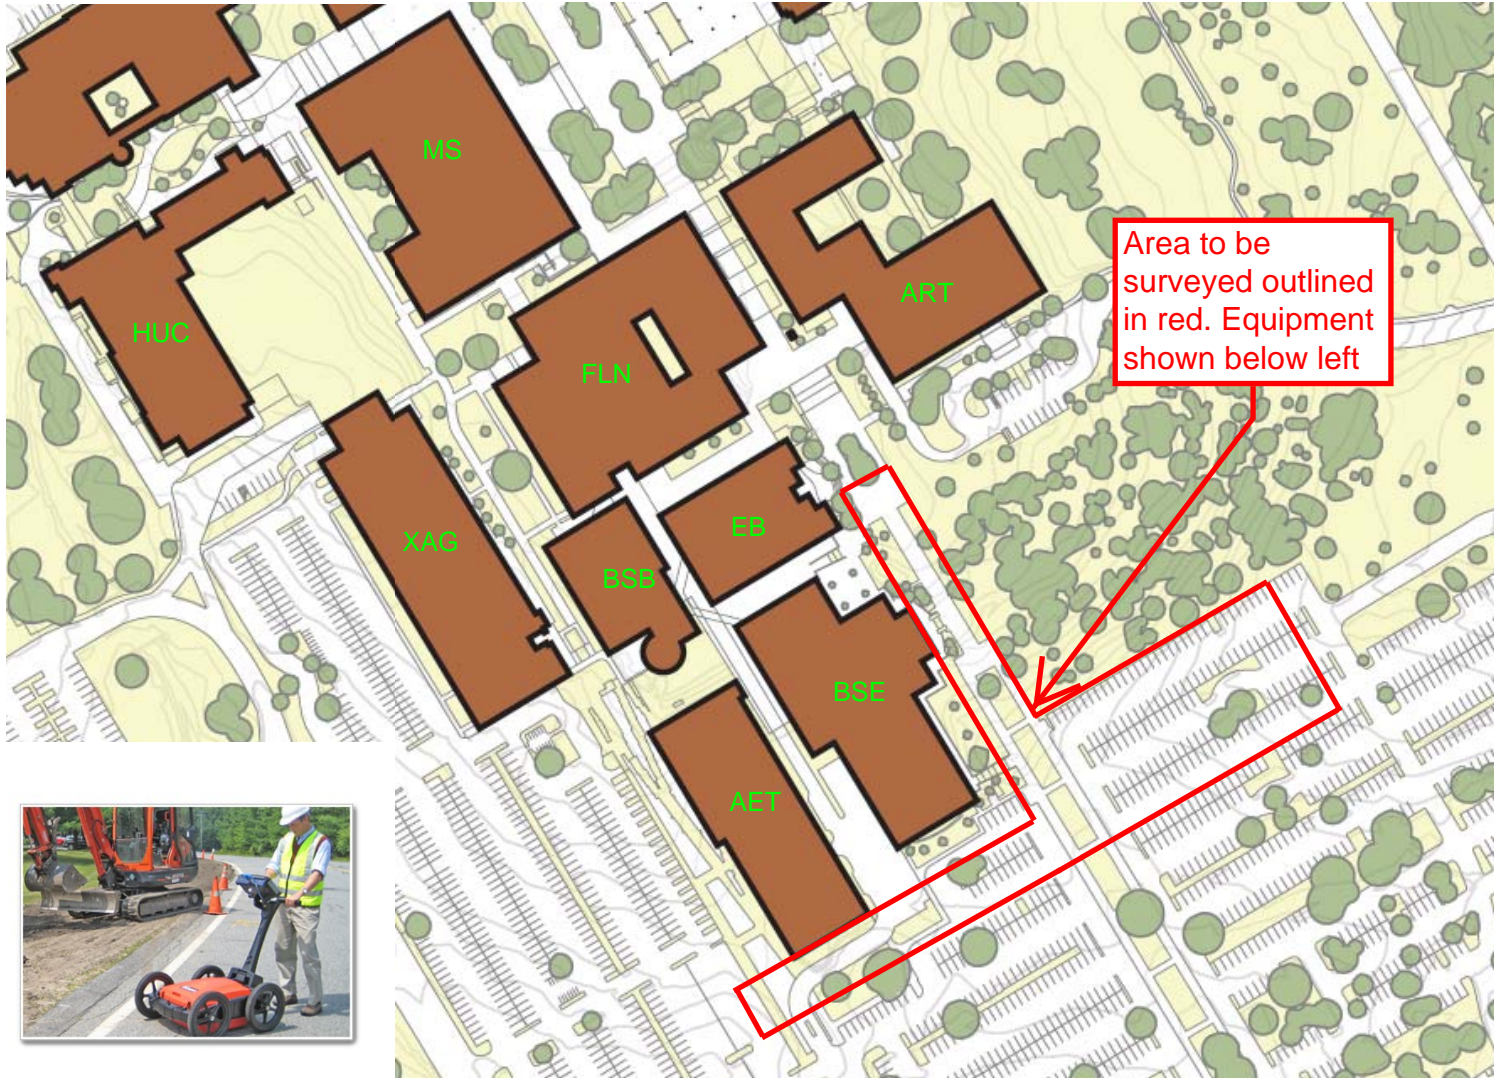 MS
Area to be
surveyed outlined
in red. Equipment
shown below left
ART
HUC
FLN
EB
XAG
BSB
BSE
AET